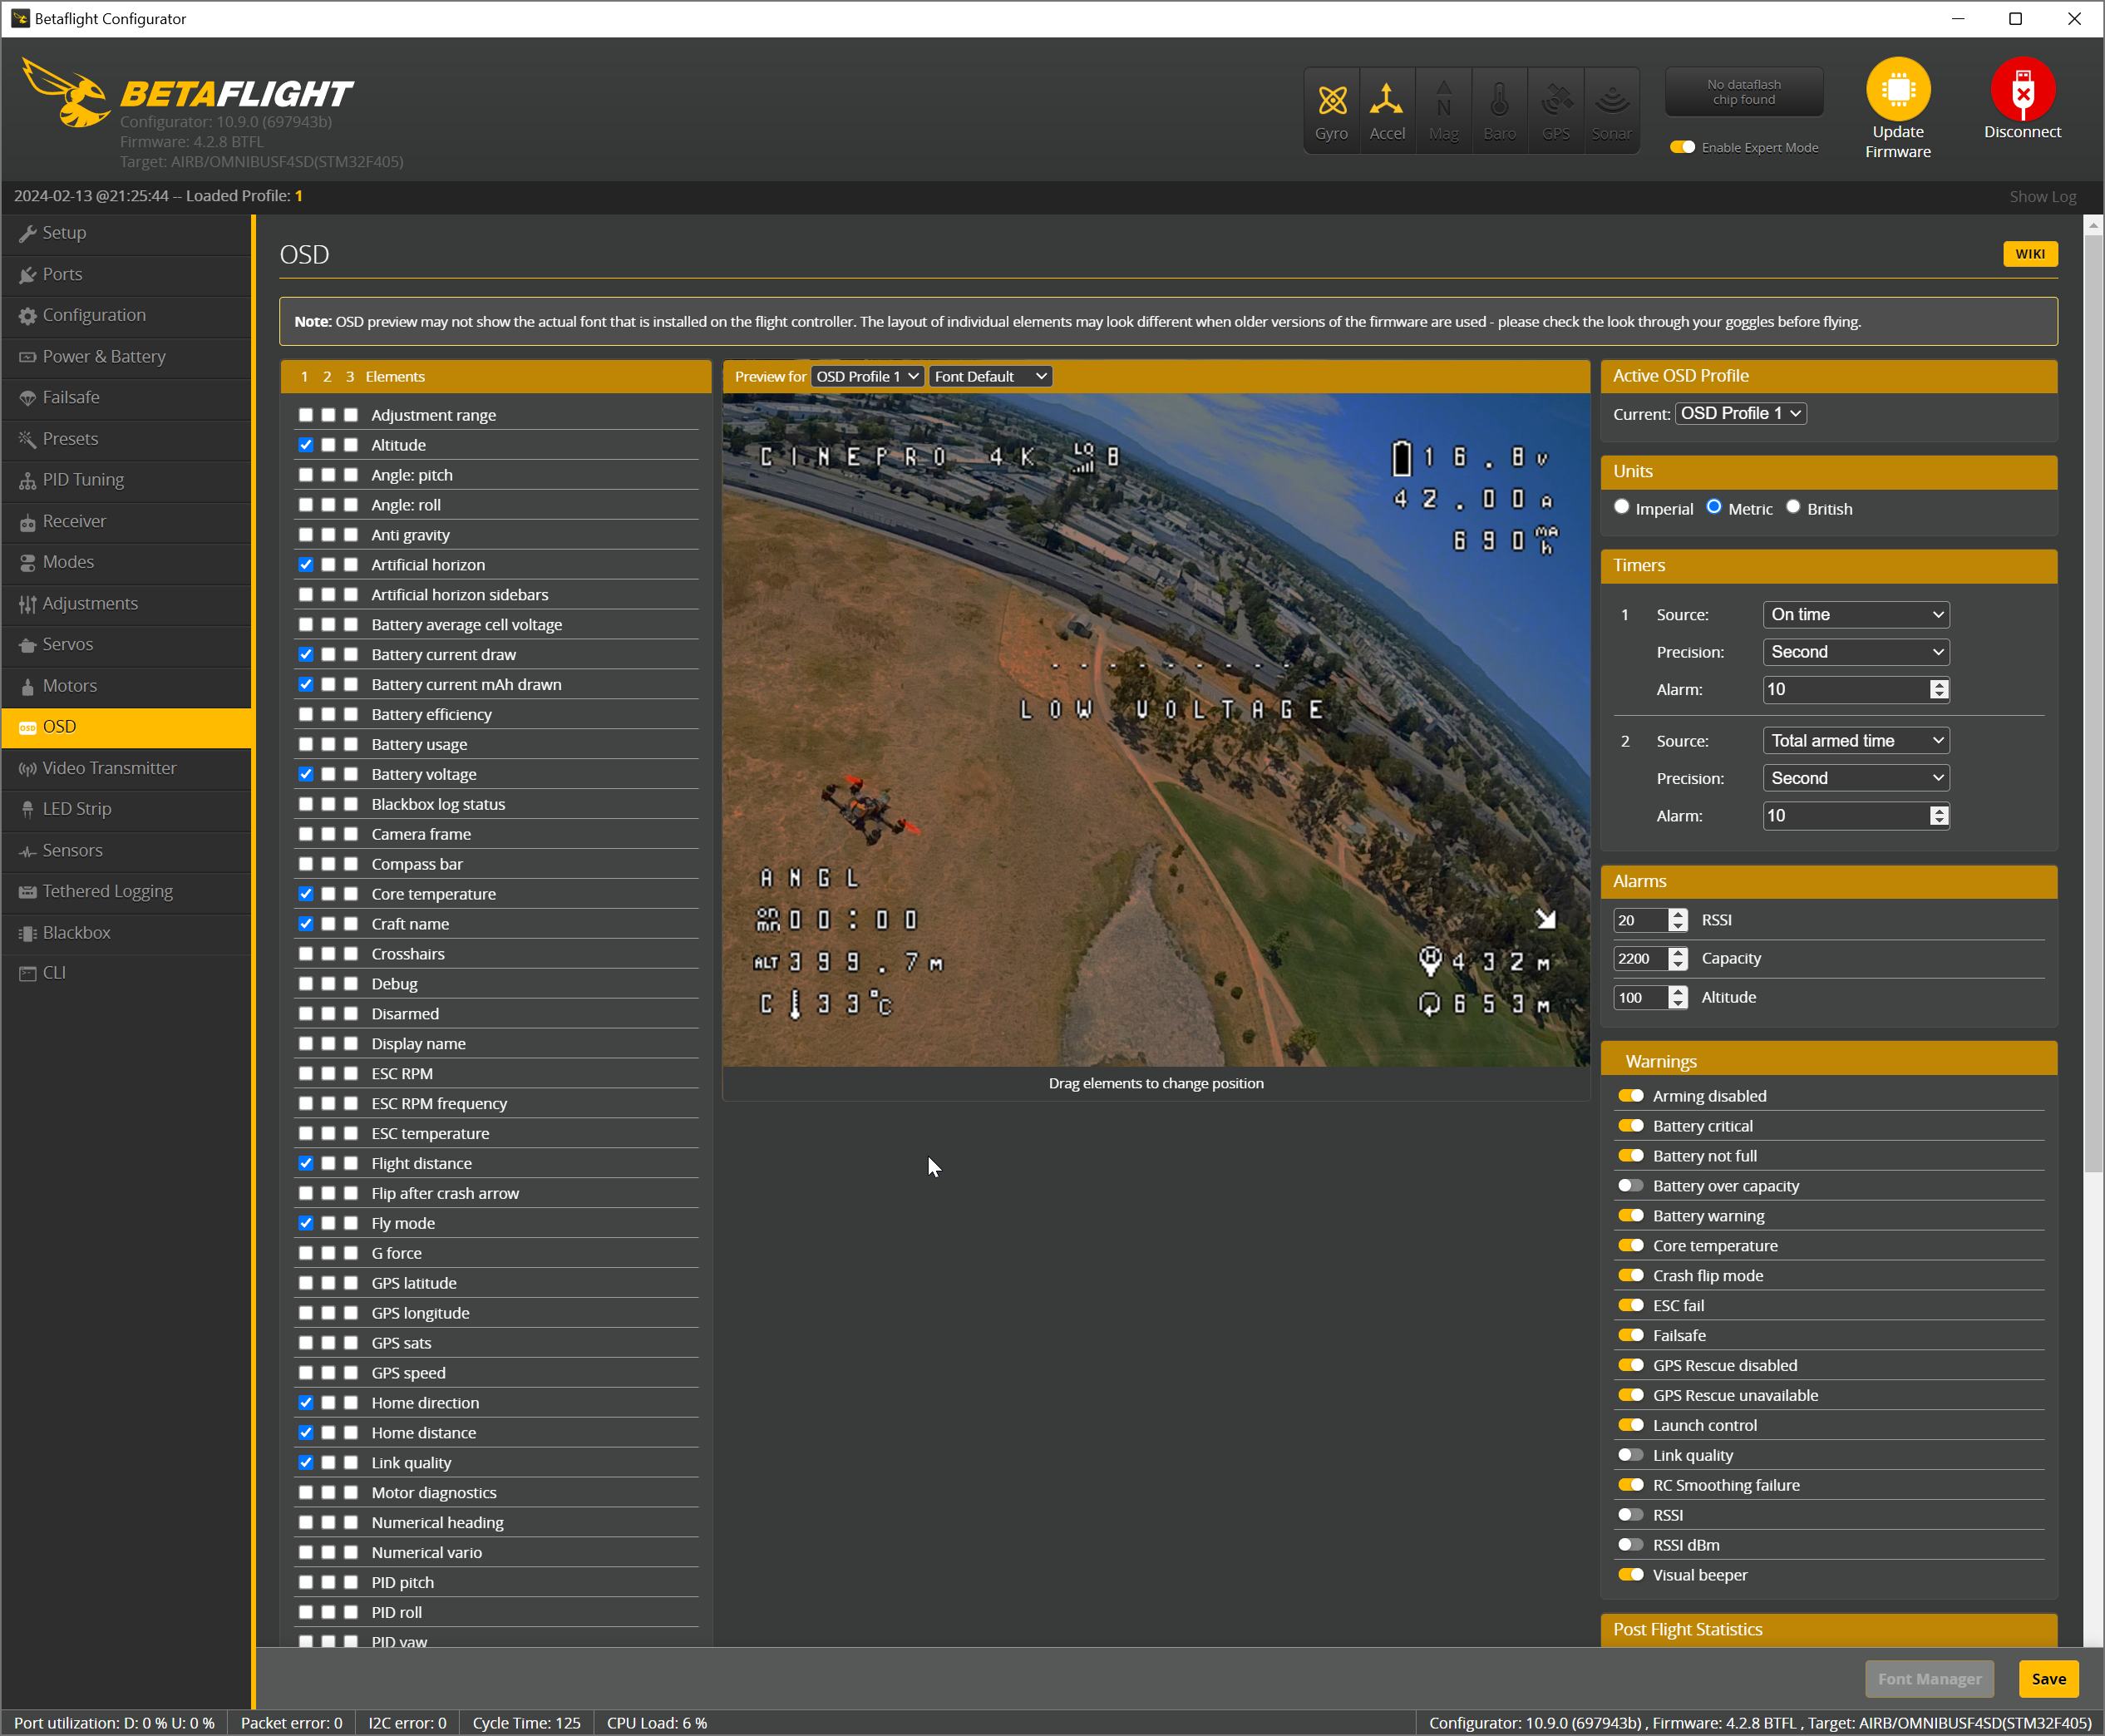 Betaflight Configurator
BETAFLIGHT
Configurator: 10.9.0 (697943b)
Firmware: 4.2.8 BTFL
Target: AIRB/OMNIBUSF4SD(STM32F405)
Gyro
Accel
Mag
Baro
GPS
Sonar
No dataflash
chip found
Enable Expert Mode
Update
Firmware
Disconnect
2024-02-13 @21:25:44 -- Loaded Profile: 1
Show Log
Setup
Ports
Configuration
Power & Battery
Failsafe
Presets
PID Tuning
Receiver
Modes
Adjustments
Servos
Motors
OSD
Video Transmitter
LED Strip
Sensors
Tethered Logging
Blackbox
CLI
OSD
WIKI
Note: OSD preview may not show the actual font that is installed on the flight controller. The layout of individual elements may look different when older versions of the firmware are used - please check the look through your goggles before flying.
1 2 3 Elements
Adjustment range
Altitude
Angle: pitch
Angle: roll
Anti gravity
Artificial horizon
Artificial horizon sidebars
Battery average cell voltage
Battery current draw
Battery current mAh drawn
Battery efficiency
Battery usage
Battery voltage
Blackbox log status
Camera frame
Compass bar
Core temperature
Craft name
Crosshairs
Debug
Disarmed
Display name
ESC RPM
ESC RPM frequency
ESC temperature
Flight distance
Flip after crash arrow
Fly mode
G force
GPS latitude
GPS longitude
GPS sats
GPS speed
Home direction
Home distance
Link quality
Motor diagnostics
Numerical heading
Numerical vario
PID pitch
PID roll
PID yaw
Preview for OSD Profile 1 Font Default
CINEPRO 4K LQ 8
16.8V
42.00A
690 mAh
LOW VOLTAGE
ANGL
on mn 00:00
ALT 399.7M
C 33°C
H 432M
653M
Drag elements to change position
Active OSD Profile
Current: OSD Profile 1
Units
Imperial Metric British
Timers
1 Source: On time
Precision: Second
Alarm: 10
2 Source: Total armed time
Precision: Second
Alarm: 10
Alarms
20 RSSI
2200 Capacity
100 Altitude
Warnings
Arming disabled
Battery critical
Battery not full
Battery over capacity
Battery warning
Core temperature
Crash flip mode
ESC fail
Failsafe
GPS Rescue disabled
GPS Rescue unavailable
Launch control
Link quality
RC Smoothing failure
RSSI
RSSI dBm
Visual beeper
Post Flight Statistics
Font Manager
Save
Port utilization: D: 0 % U: 0 %
Packet error: 0
I2C error: 0
Cycle Time: 125
CPU Load: 6 %
Configurator: 10.9.0 (697943b) , Firmware: 4.2.8 BTFL , Target: AIRB/OMNIBUSF4SD(STM32F405)